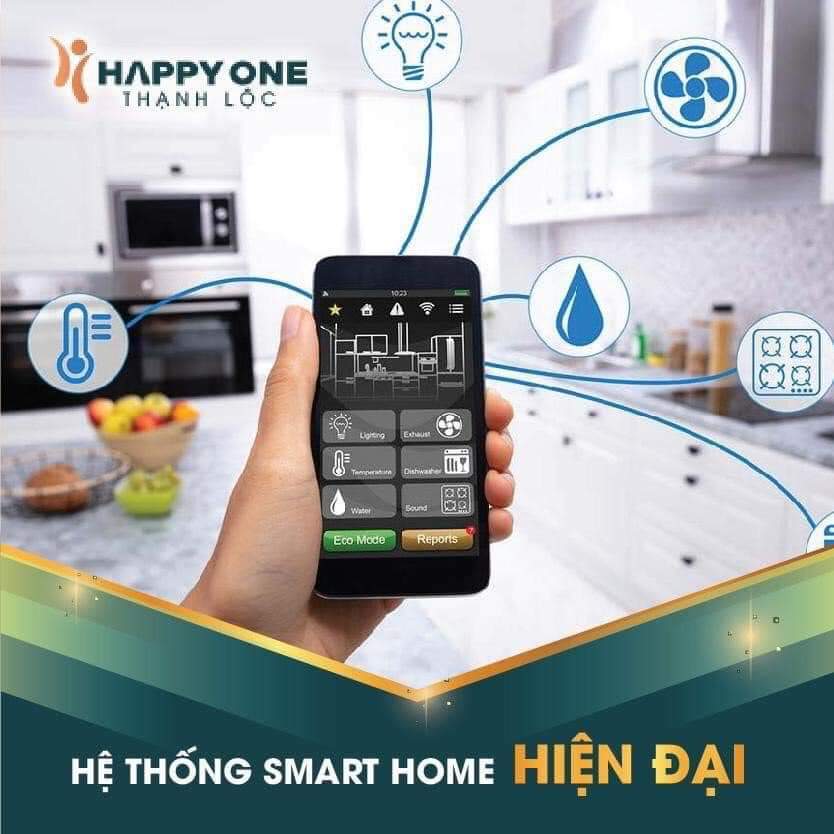 HAPPY ONE
THẠNH LỘC
10:23
Lighting
Exhaust
Temperature
Dishwasher
Water
Sound
Eco Mode
Reports
7
HỆ THỐNG SMART HOME HIỆN ĐẠI